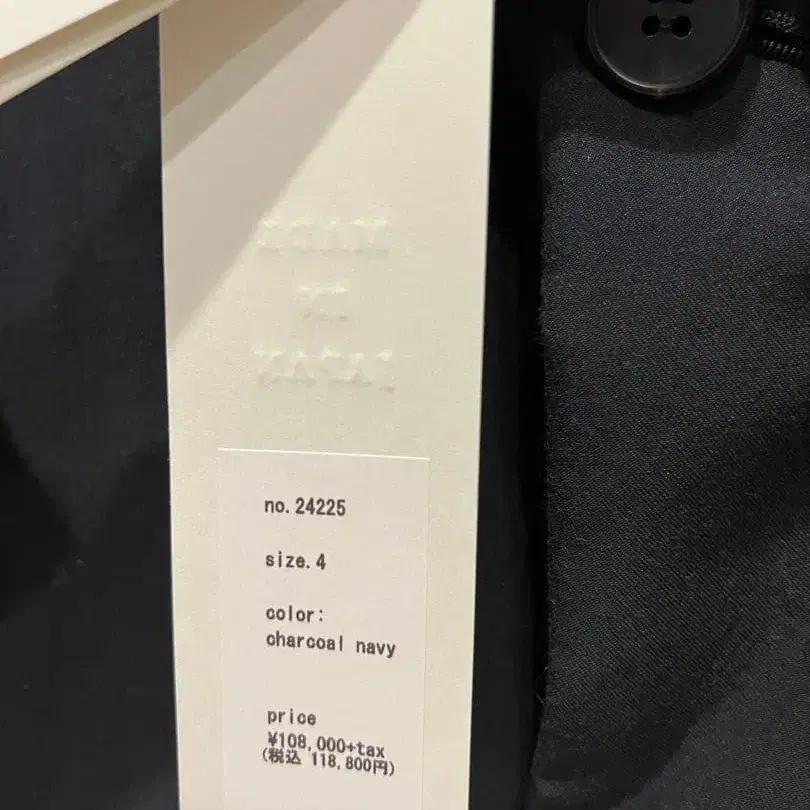 no. 24225
size. 4
color:
charcoal navy
price
¥108,000+tax
(税込 118,800円)